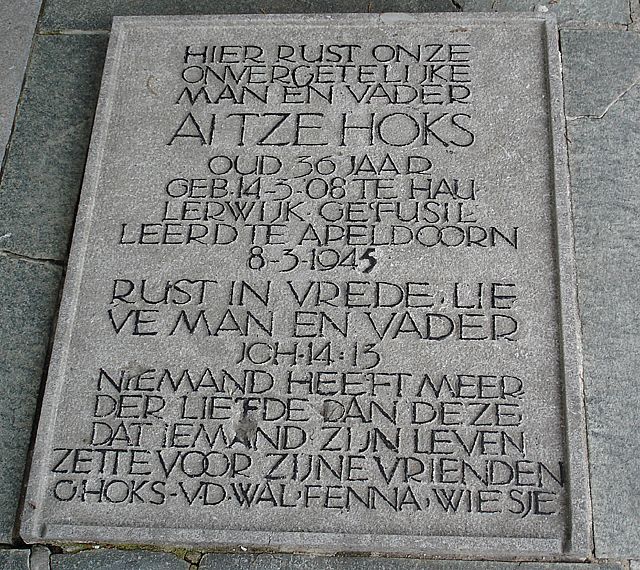 HIER RUST ONZE
ONVERGETELIJKE
MAN EN VADER
AITZE HOKS
OUD 36 JAAR
GEB. 14-3-08 TE HAU
LERWIJK. GEFUSIL
LEERD TE APELDOORN
8-3-1945
RUST IN VREDE, LIE
VE MAN EN VADER
JOH. 14:13
NIEMAND HEEFT MEER
DER LIEFDE DAN DEZE
DAT IEMAND ZIJN LEVEN
ZETTE VOOR ZIJNE VRIENDEN
G. HOKS-V.D. WAL, FENNA, WIESJE